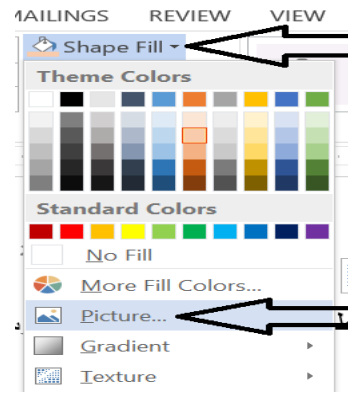 MAILINGS REVIEW VIEW
Shape Fill
Theme Colors
Standard Colors
No Fill
More Fill Colors...
Picture...
Gradient
Texture